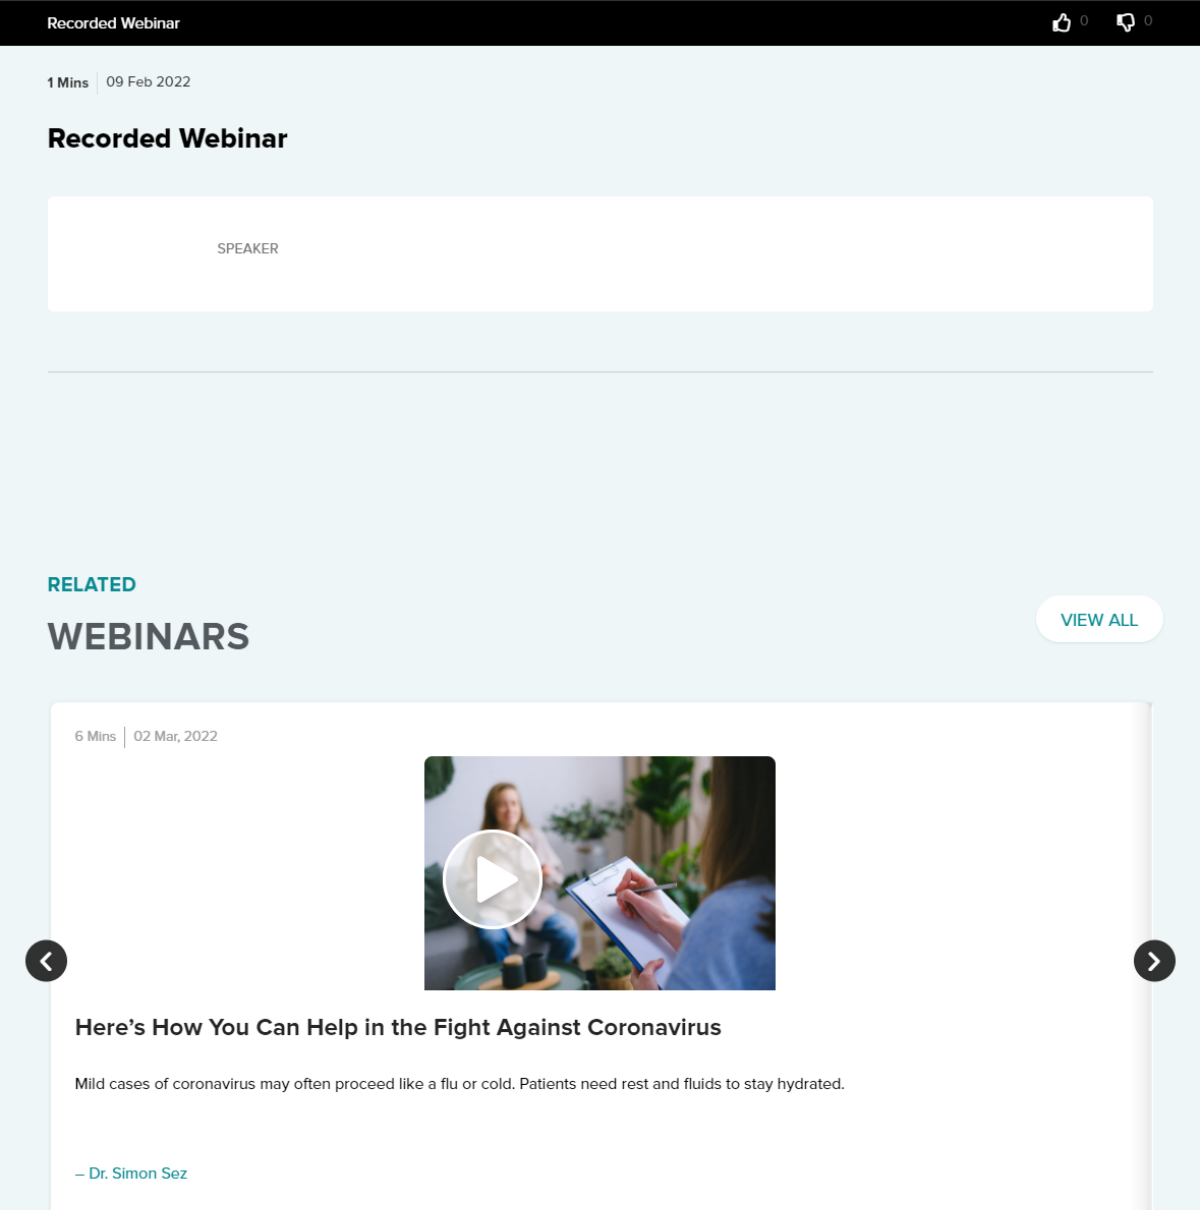 Recorded Webinar
0
0
1 Mins
09 Feb 2022
Recorded Webinar
SPEAKER
RELATED
WEBINARS
VIEW ALL
6 Mins
02 Mar, 2022
Here’s How You Can Help in the Fight Against Coronavirus
Mild cases of coronavirus may often proceed like a flu or cold. Patients need rest and fluids to stay hydrated.
– Dr. Simon Sez